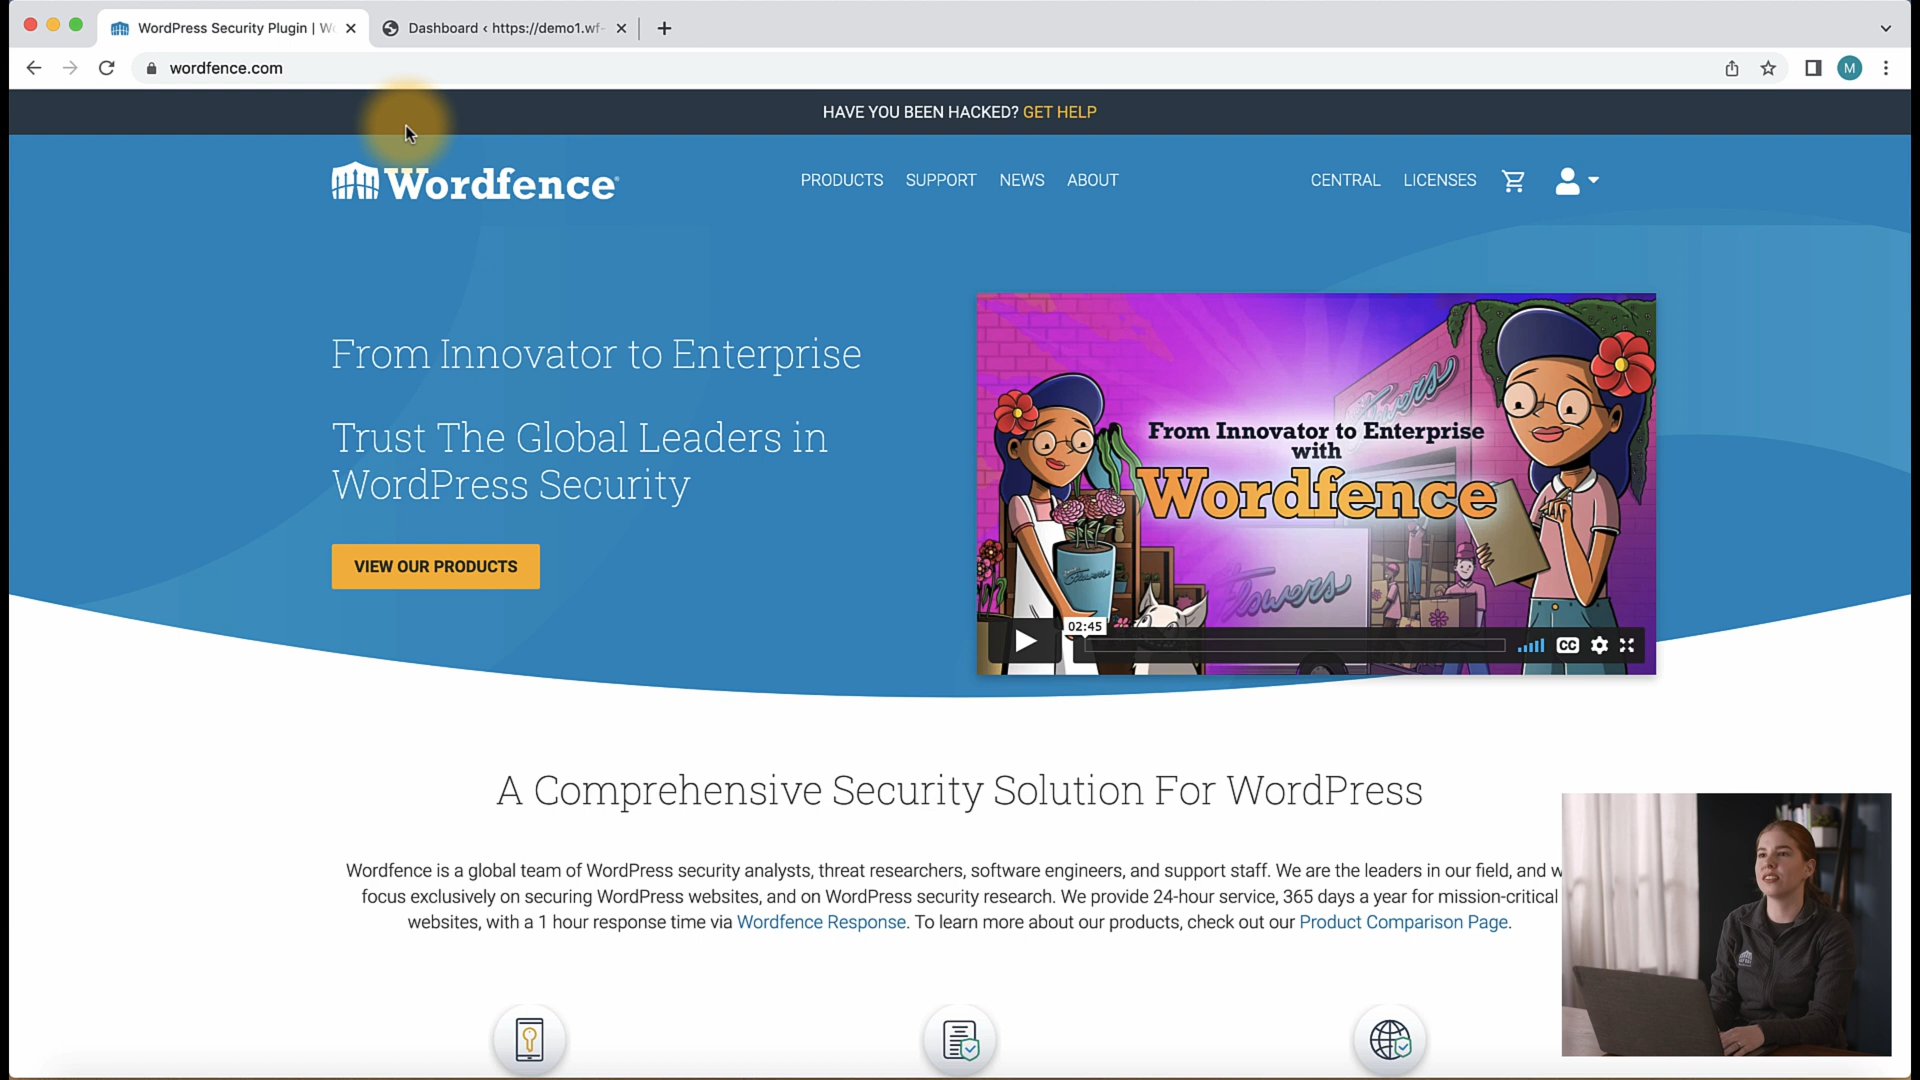 WordPress Security Plugin | W
Dashboard ‹ https://demo1.wf-
wordfence.com
M
HAVE YOU BEEN HACKED? GET HELP
Wordfence
PRODUCTS SUPPORT NEWS ABOUT CENTRAL LICENSES
From Innovator to Enterprise
Trust The Global Leaders in
WordPress Security
VIEW OUR PRODUCTS
Flowers
From Innovator to Enterprise
with
Wordfence
Flowers
02:45
CC
A Comprehensive Security Solution For WordPress
Wordfence is a global team of WordPress security analysts, threat researchers, software engineers, and support staff. We are the leaders in our field, and w
focus exclusively on securing WordPress websites, and on WordPress security research. We provide 24-hour service, 365 days a year for mission-critical
websites, with a 1 hour response time via Wordfence Response. To learn more about our products, check out our Product Comparison Page.